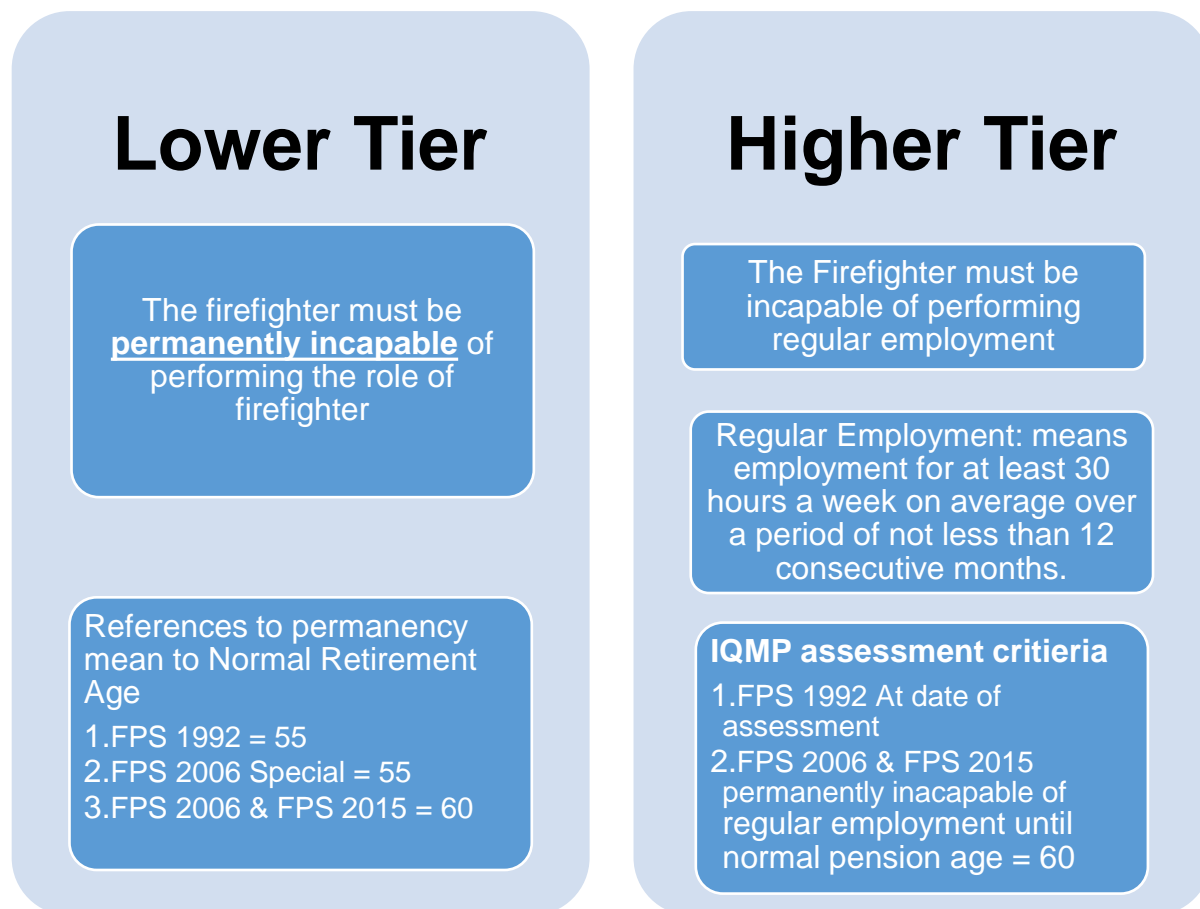 Lower Tier
The firefighter must be
permanently incapable of
performing the role of
firefighter
References to permanency
mean to Normal Retirement
Age
1.FPS 1992 = 55
2.FPS 2006 Special = 55
3.FPS 2006 & FPS 2015 = 60
Higher Tier
The Firefighter must be
incapable of performing
regular employment
Regular Employment: means
employment for at least 30
hours a week on average over
a period of not less than 12
consecutive months.
IQMP assessment critieria
1.FPS 1992 At date of
assessment
2.FPS 2006 & FPS 2015
permanently inacapable of
regular employment until
normal pension age = 60